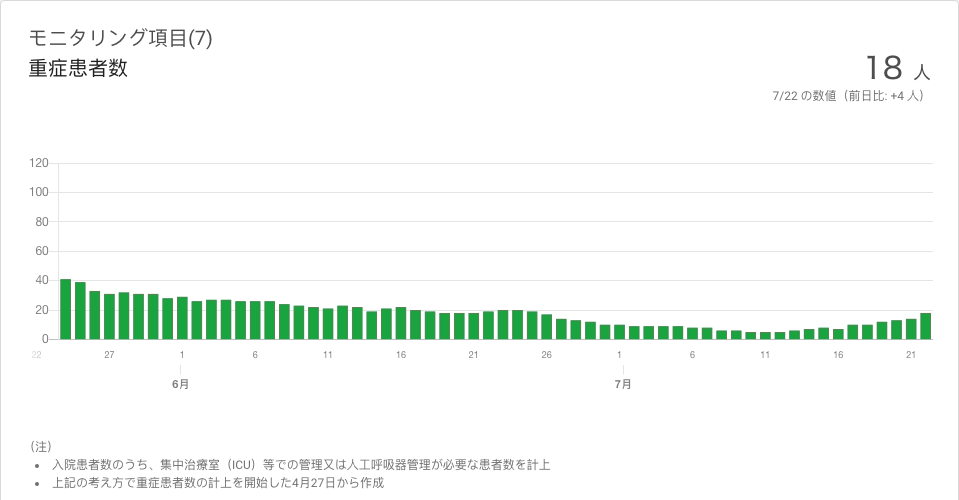 モニタリング項目(7)
重症患者数
18 人
7/22 の数値（前日比: +4 人）
120
100
80
60
40
20
0
22 27 1 6 11 16 21 26 1 6 11 16 21
6月 7月
（注）
• 入院患者数のうち、集中治療室（ICU）等での管理又は人工呼吸器管理が必要な患者数を計上
• 上記の考え方で重症患者数の計上を開始した4月27日から作成